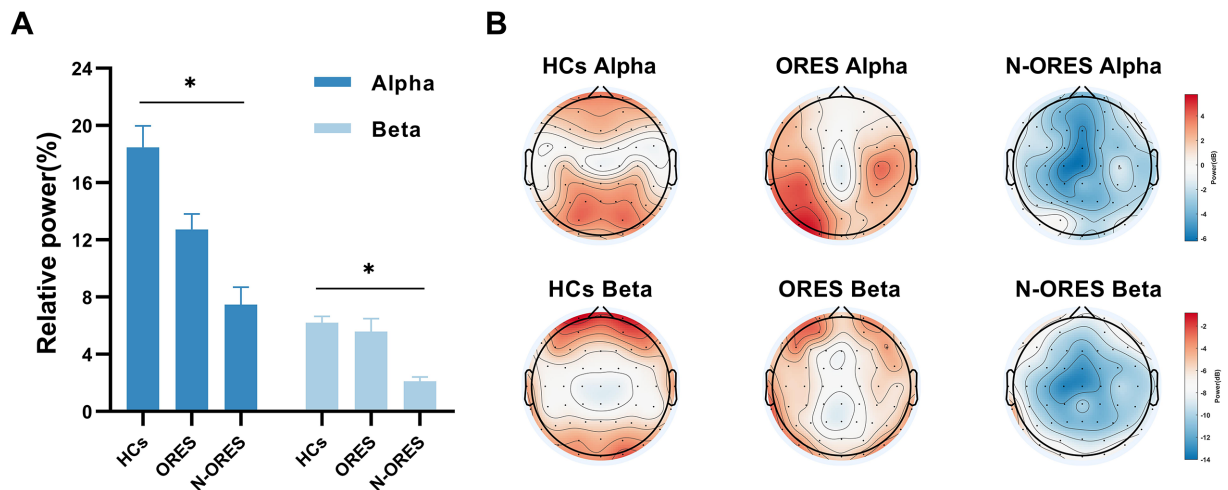 A
Relative power(%)
24
20
16
12
8
4
0
*
*
Alpha
Beta
HCs
ORES
N-ORES
HCs
ORES
N-ORES
B
HCs Alpha
ORES Alpha
N-ORES Alpha
4
2
0
-2
-4
-6
Power(dB)
HCs Beta
ORES Beta
N-ORES Beta
-2
-4
-6
-8
-10
-12
-14
Power(dB)